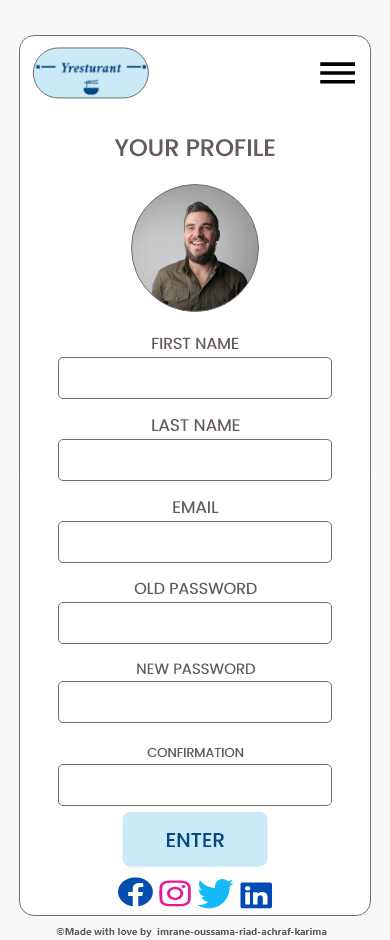 Yresturant
YOUR PROFILE
FIRST NAME
LAST NAME
EMAIL
OLD PASSWORD
NEW PASSWORD
CONFIRMATION
ENTER
©Made with love by imrane-oussama-riad-achraf-karima